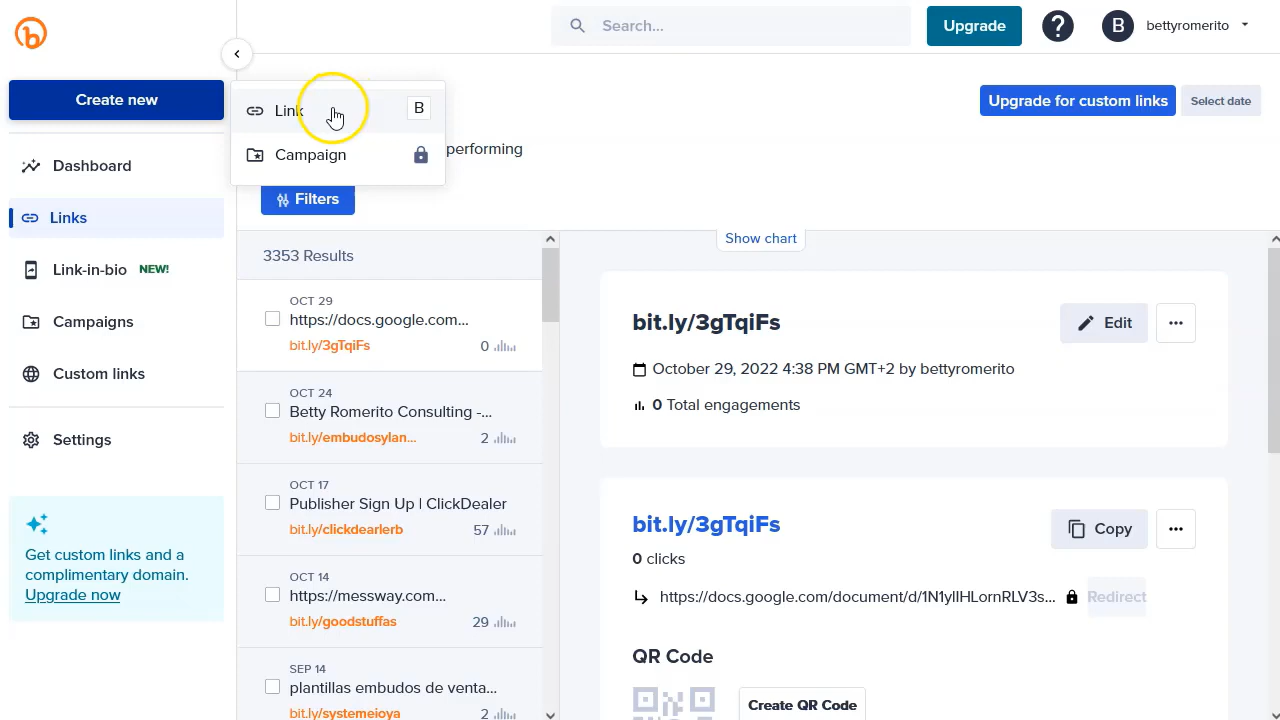 Search...
Upgrade
?
B
bettyromerito
Create new
Link
B
Campaign
Upgrade for custom links
Select date
performing
Filters
Dashboard
Links
Link-in-bio NEW!
Campaigns
Custom links
Settings
Get custom links and a
complimentary domain.
Upgrade now
3353 Results
OCT 29
https://docs.google.com...
bit.ly/3gTqiFs 0
OCT 24
Betty Romerito Consulting -...
bit.ly/embudosylan... 2
OCT 17
Publisher Sign Up | ClickDealer
bit.ly/clickdearlerb 57
OCT 14
https://messway.com...
bit.ly/goodstuffas 29
SEP 14
plantillas embudos de venta...
bit.ly/systemeioya 2
Show chart
bit.ly/3gTqiFs
Edit
October 29, 2022 4:38 PM GMT+2 by bettyromerito
0 Total engagements
bit.ly/3gTqiFs
Copy
0 clicks
https://docs.google.com/document/d/1N1yIIHLornRLV3s...
Redirect
QR Code
Create QR Code